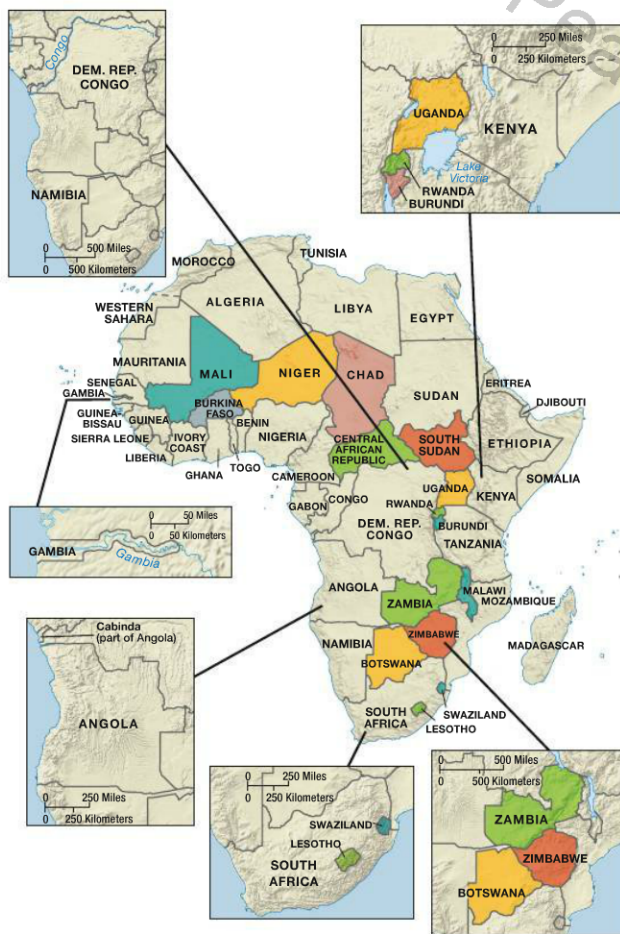 0 250 Miles
0 250 Kilometers
Congo
DEM. REP.
CONGO
NAMIBIA
0 500 Miles
0 500 Kilometers
UGANDA
KENYA
Lake
Victoria
RWANDA
BURUNDI
TUNISIA
MOROCCO
ALGERIA
LIBYA
EGYPT
WESTERN
SAHARA
MAURITANIA
MALI
NIGER
CHAD
SUDAN
ERITREA
DJIBOUTI
SENEGAL
GAMBIA
GUINEA-
BISSAU
GUINEA
SIERRA LEONE
LIBERIA
IVORY
COAST
BURKINA
FASO
GHANA
TOGO
BENIN
NIGERIA
CAMEROON
CENTRAL
AFRICAN
REPUBLIC
SOUTH
SUDAN
ETHIOPIA
SOMALIA
UGANDA
KENYA
RWANDA
BURUNDI
GABON
CONGO
DEM. REP.
CONGO
TANZANIA
ANGOLA
ZAMBIA
MALAWI
MOZAMBIQUE
ZIMBABWE
NAMIBIA
BOTSWANA
MADAGASCAR
SOUTH
AFRICA
SWAZILAND
LESOTHO
0 50 Miles
0 50 Kilometers
GAMBIA
Gambia
Cabinda
(part of Angola)
ANGOLA
0 250 Miles
0 250 Kilometers
0 250 Miles
0 250 Kilometers
SWAZILAND
LESOTHO
SOUTH
AFRICA
0 500 Miles
0 500 Kilometers
ZAMBIA
ZIMBABWE
BOTSWANA